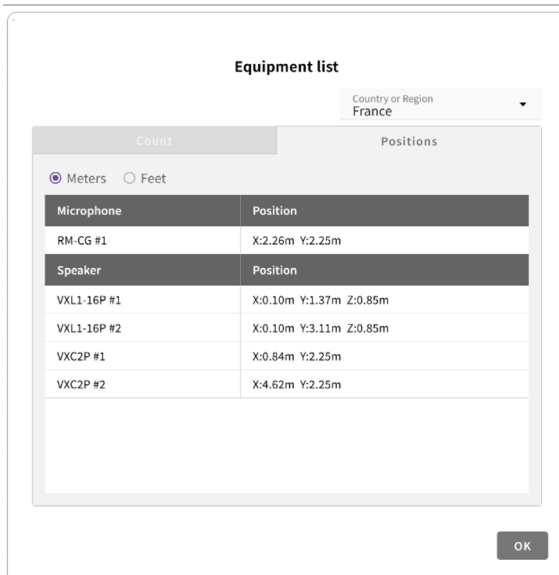 Equipment list
Country or Region
France
Count
Positions
Meters
Feet
Microphone Position
RM-CG #1 X:2.26m Y:2.25m
Speaker Position
VXL1-16P #1 X:0.10m Y:1.37m Z:0.85m
VXL1-16P #2 X:0.10m Y:3.11m Z:0.85m
VXC2P #1 X:0.84m Y:2.25m
VXC2P #2 X:4.62m Y:2.25m
OK